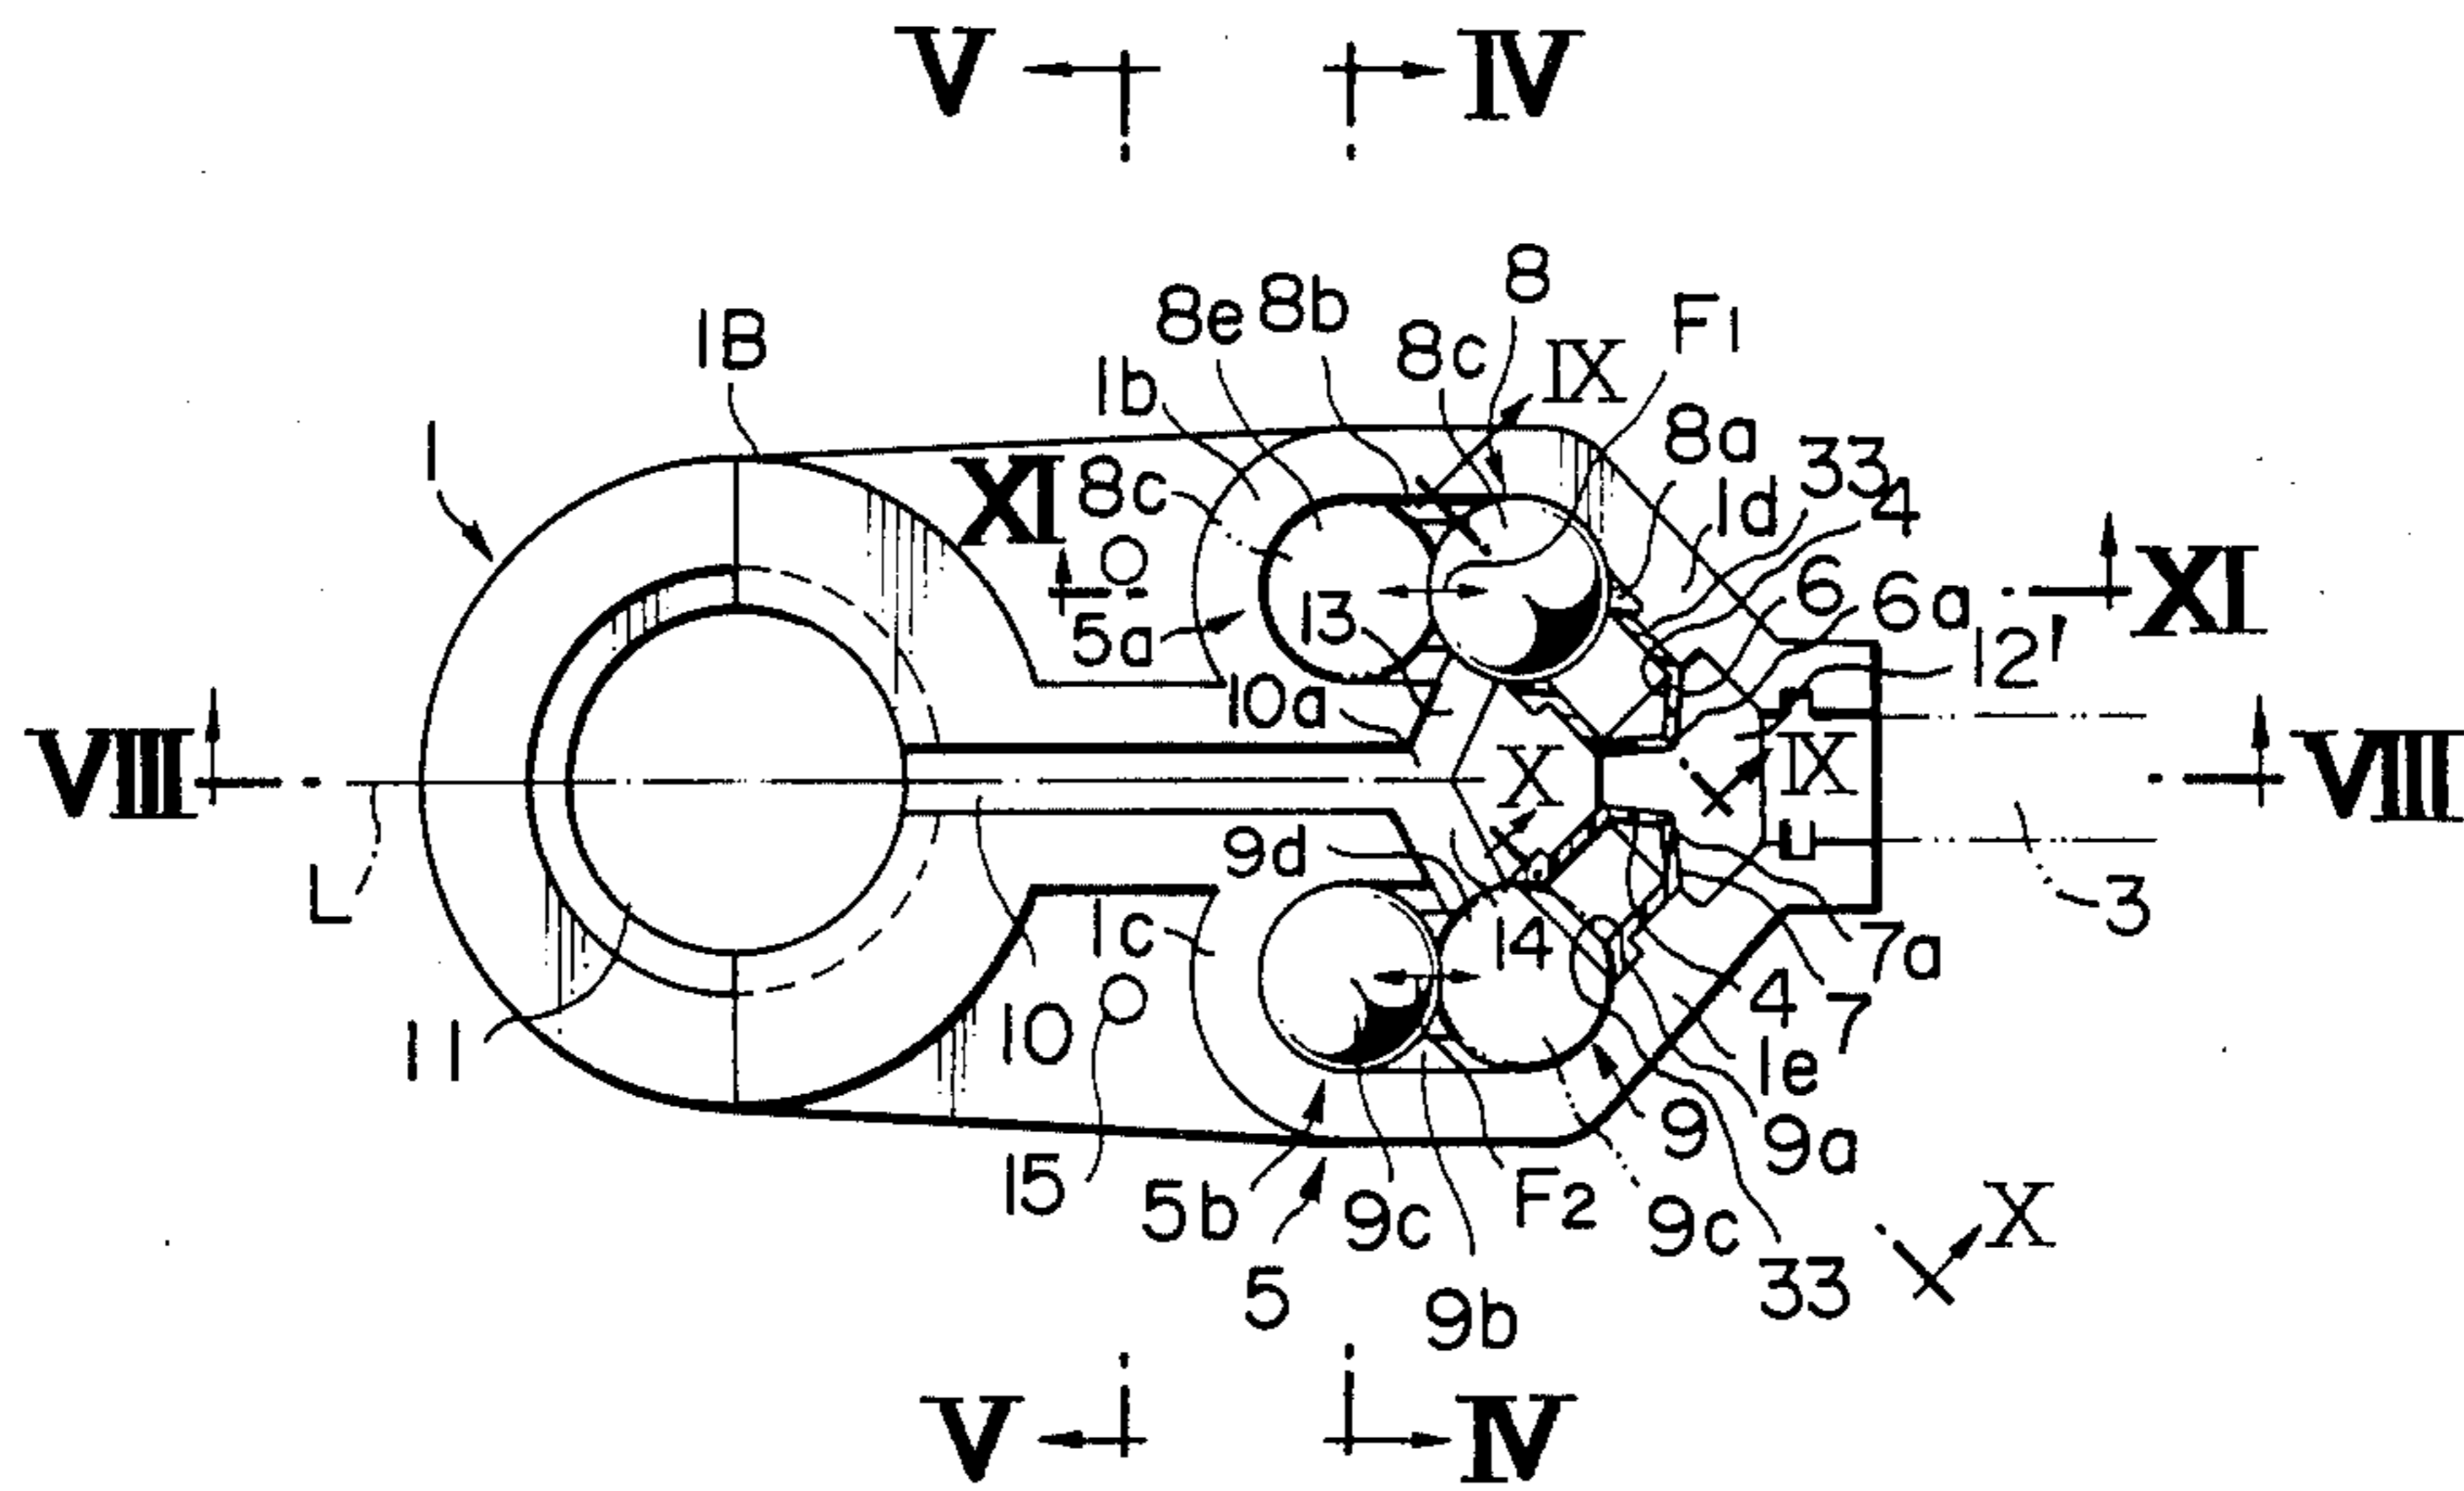 V IV
8
8e 8b F1
1B 8c IX
1b 8a
1 XI 8c 33
1d 4
6 6a XI
13
5a 12'
10a
VIII X IX VIII
9d
L 3
1c 14 7a
10 4 7
11 1e
15 9 9a
5b 9c F2 9c X
5 9b 33
V IV